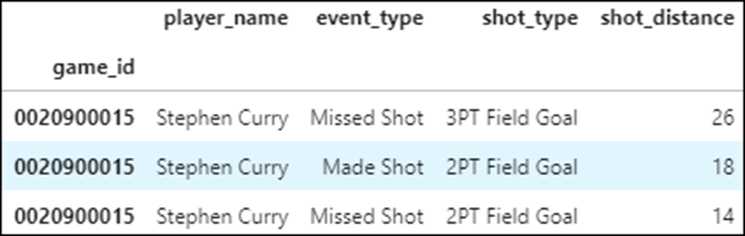 player_name event_type shot_type shot_distance
game_id
0020900015 Stephen Curry Missed Shot 3PT Field Goal 26
0020900015 Stephen Curry Made Shot 2PT Field Goal 18
0020900015 Stephen Curry Missed Shot 2PT Field Goal 14